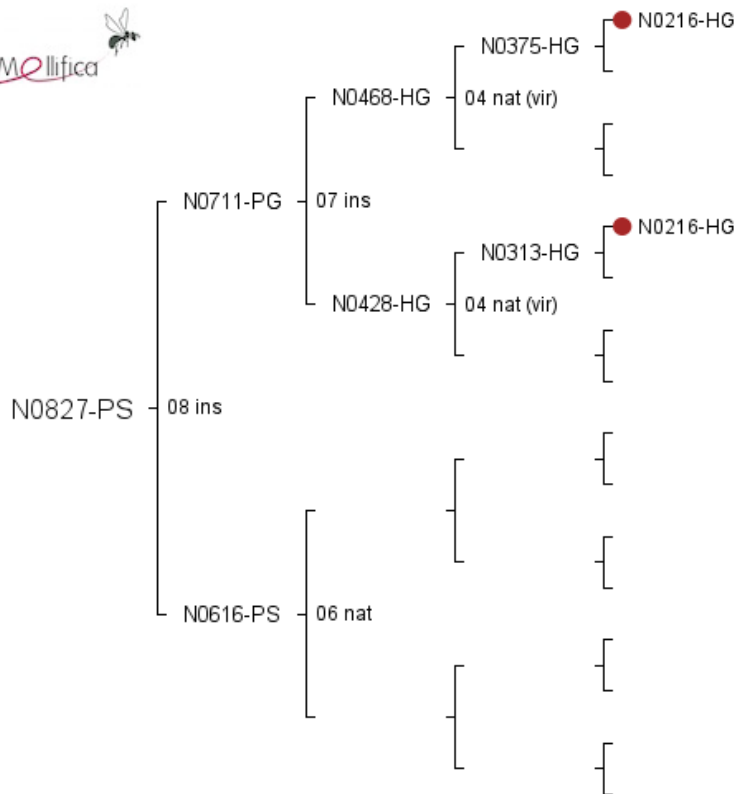 Mellifica
N0216-HG
N0375-HG
N0468-HG
04 nat (vir)
N0711-PG
07 ins
N0216-HG
N0313-HG
N0428-HG
04 nat (vir)
N0827-PS
08 ins
N0616-PS
06 nat